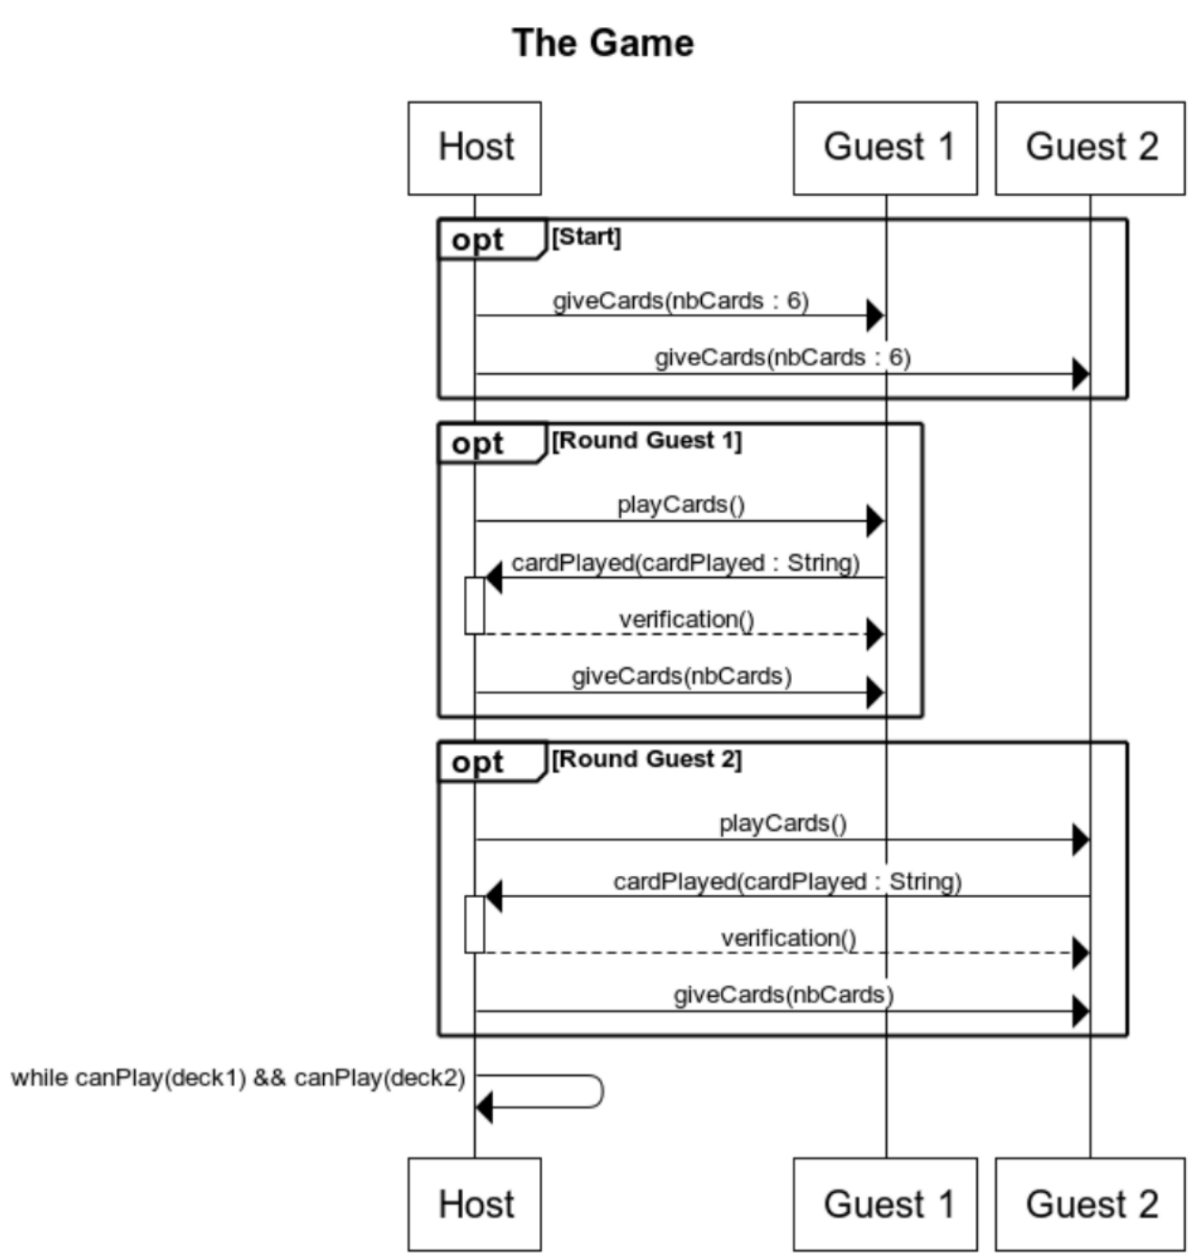 The Game
Host
Guest 1
Guest 2
opt [Start]
giveCards(nbCards : 6)
giveCards(nbCards : 6)
opt [Round Guest 1]
playCards()
cardPlayed(cardPlayed : String)
verification()
giveCards(nbCards)
opt [Round Guest 2]
playCards()
cardPlayed(cardPlayed : String)
verification()
giveCards(nbCards)
while canPlay(deck1) && canPlay(deck2)
Host
Guest 1
Guest 2